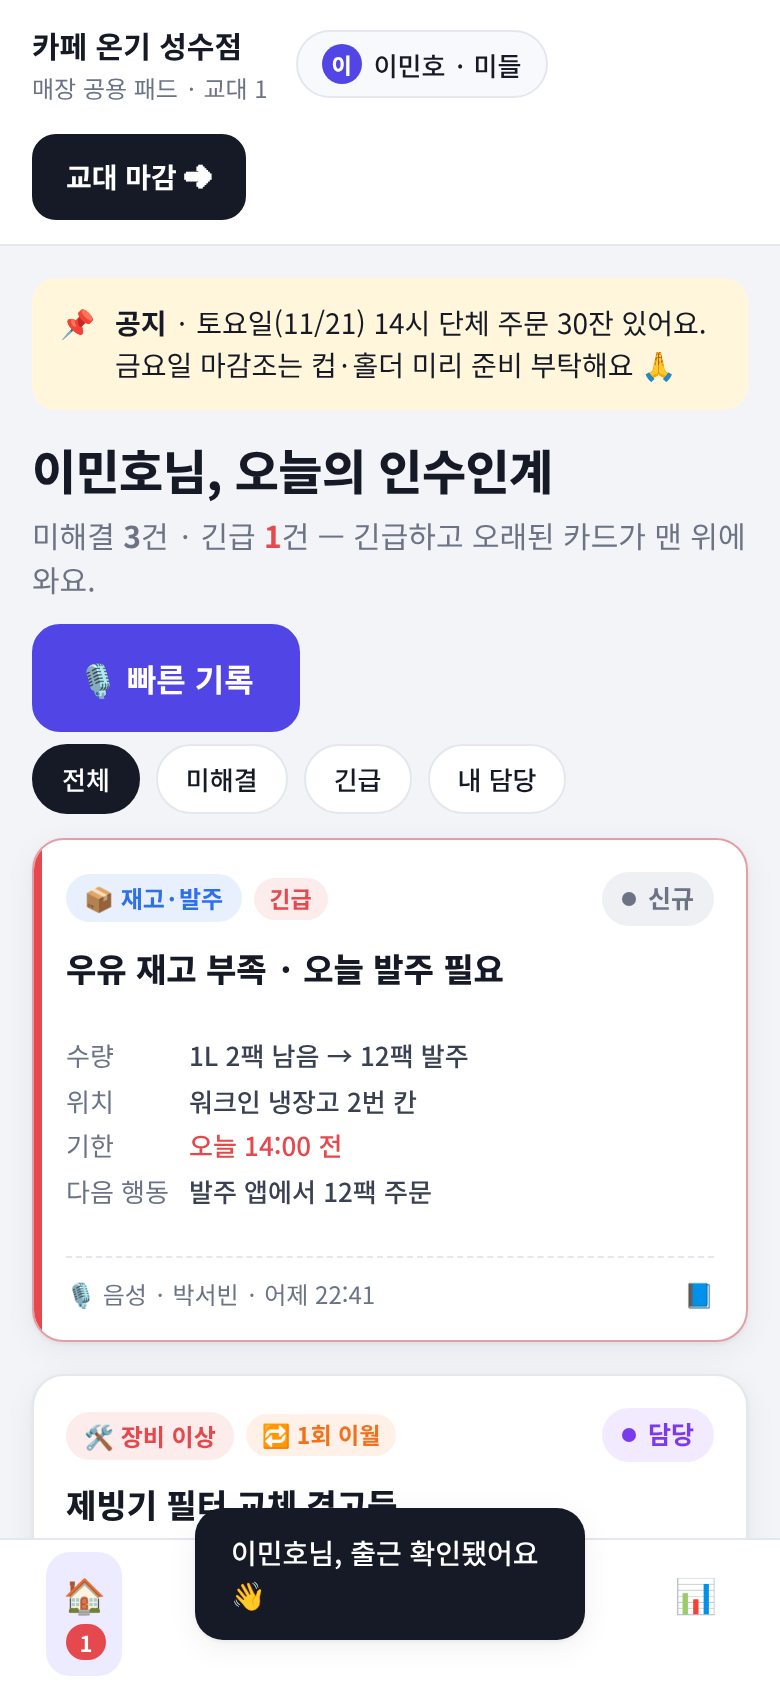 카페 온기 성수점
매장 공용 패드 · 교대 1
이 이민호 · 미들
교대 마감 ➜
📌 공지 · 토요일(11/21) 14시 단체 주문 30잔 있어요.
금요일 마감조는 컵·홀더 미리 준비 부탁해요 🙏
이민호님, 오늘의 인수인계
미해결 3건 · 긴급 1건 — 긴급하고 오래된 카드가 맨 위에
와요.
🎙️ 빠른 기록
전체 미해결 긴급 내 담당
📦 재고·발주 긴급 신규
우유 재고 부족 · 오늘 발주 필요
수량 1L 2팩 남음 → 12팩 발주
위치 워크인 냉장고 2번 칸
기한 오늘 14:00 전
다음 행동 발주 앱에서 12팩 주문
🎙️ 음성 · 박서빈 · 어제 22:41 📘
🛠️ 장비 이상 🔁 1회 이월 담당
제빙기 필터 교체 경고등
이민호님, 출근 확인됐어요
👋
1